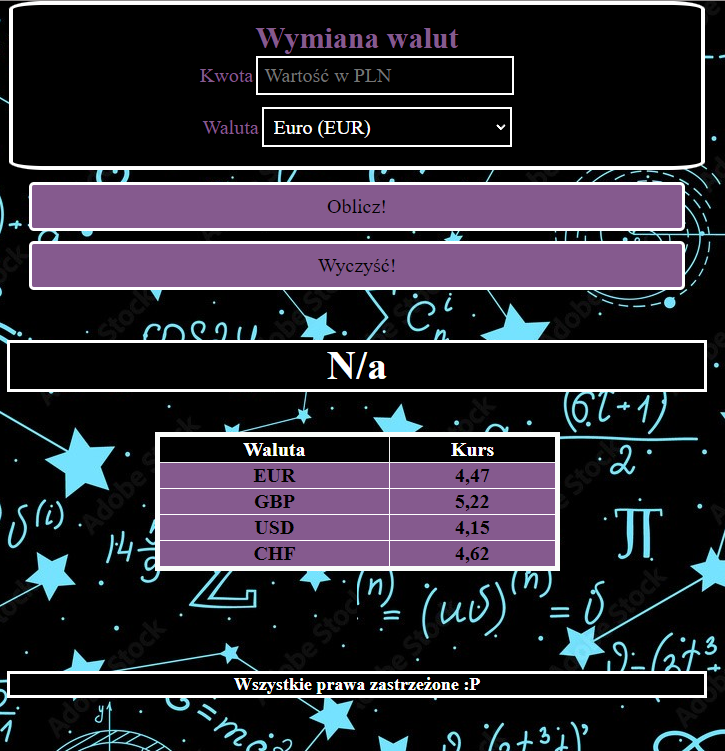 Wymiana walut
Kwota Wartość w PLN
Waluta Euro (EUR)
Oblicz!
Wyczyść!
N/a
Waluta Kurs
EUR 4,47
GBP 5,22
USD 4,15
CHF 4,62
Wszystkie prawa zastrzeżone :P